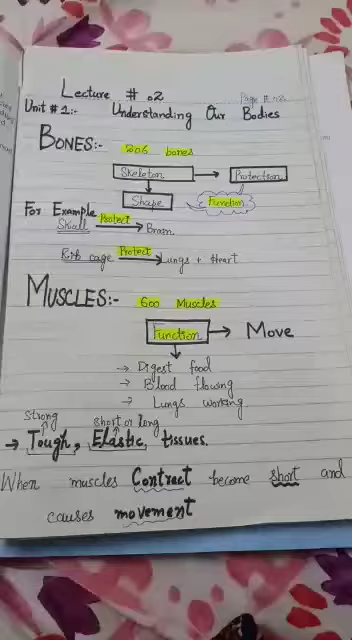 Lecture # .02
Page # .02
Unit # 1:- Understanding Our Bodies
BONES:-
206 bones
Skeleton → Protection
Shape Function
For Example
Skull Protect → Brain
Rib cage Protect → Lungs + Heart
MUSCLES:- 600 Muscles
Function → Move
→ Digest food
→ Blood flowing
→ Lungs working
Strong short or long
→ Tough, Elastic tissues.
When muscles Contract become short and
causes movement